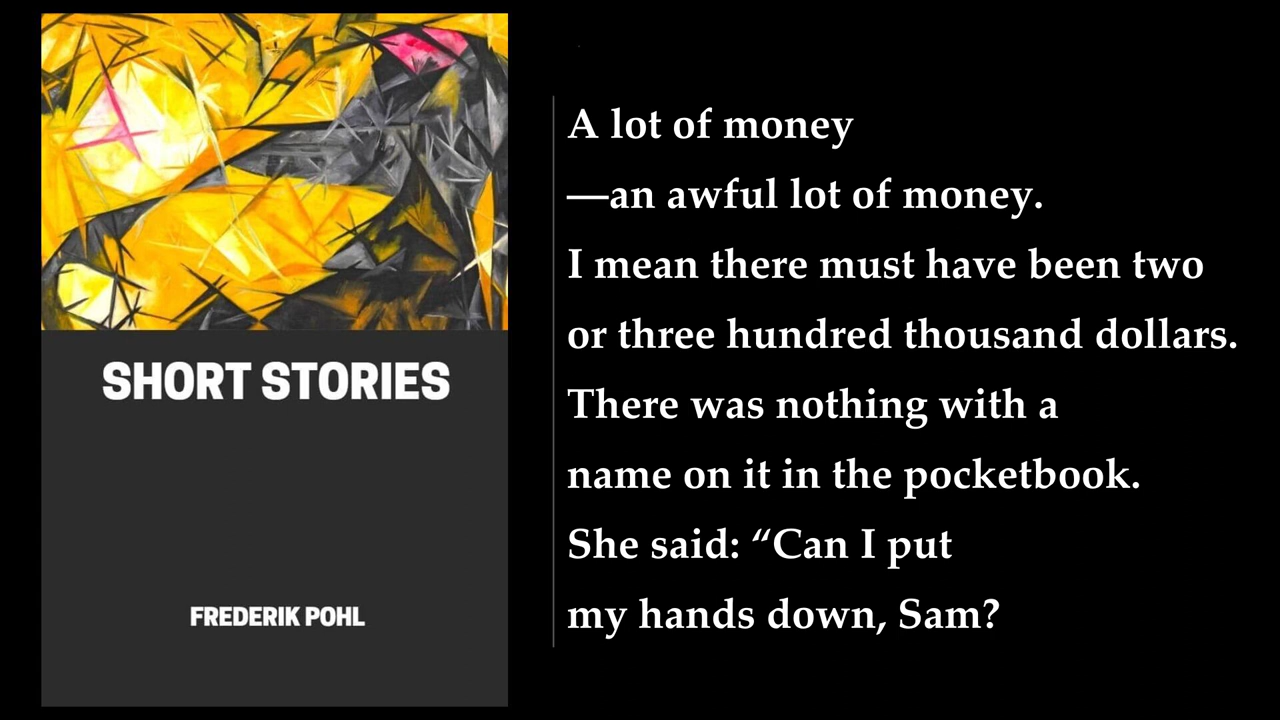 SHORT STORIES
FREDERIK POHL
A lot of money
—an awful lot of money.
I mean there must have been two
or three hundred thousand dollars.
There was nothing with a
name on it in the pocketbook.
She said: “Can I put
my hands down, Sam?